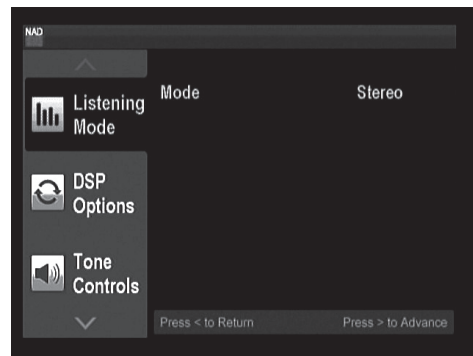 NAD
Listening
Mode
Mode Stereo
DSP
Options
Tone
Controls
Press < to Return Press > to Advance